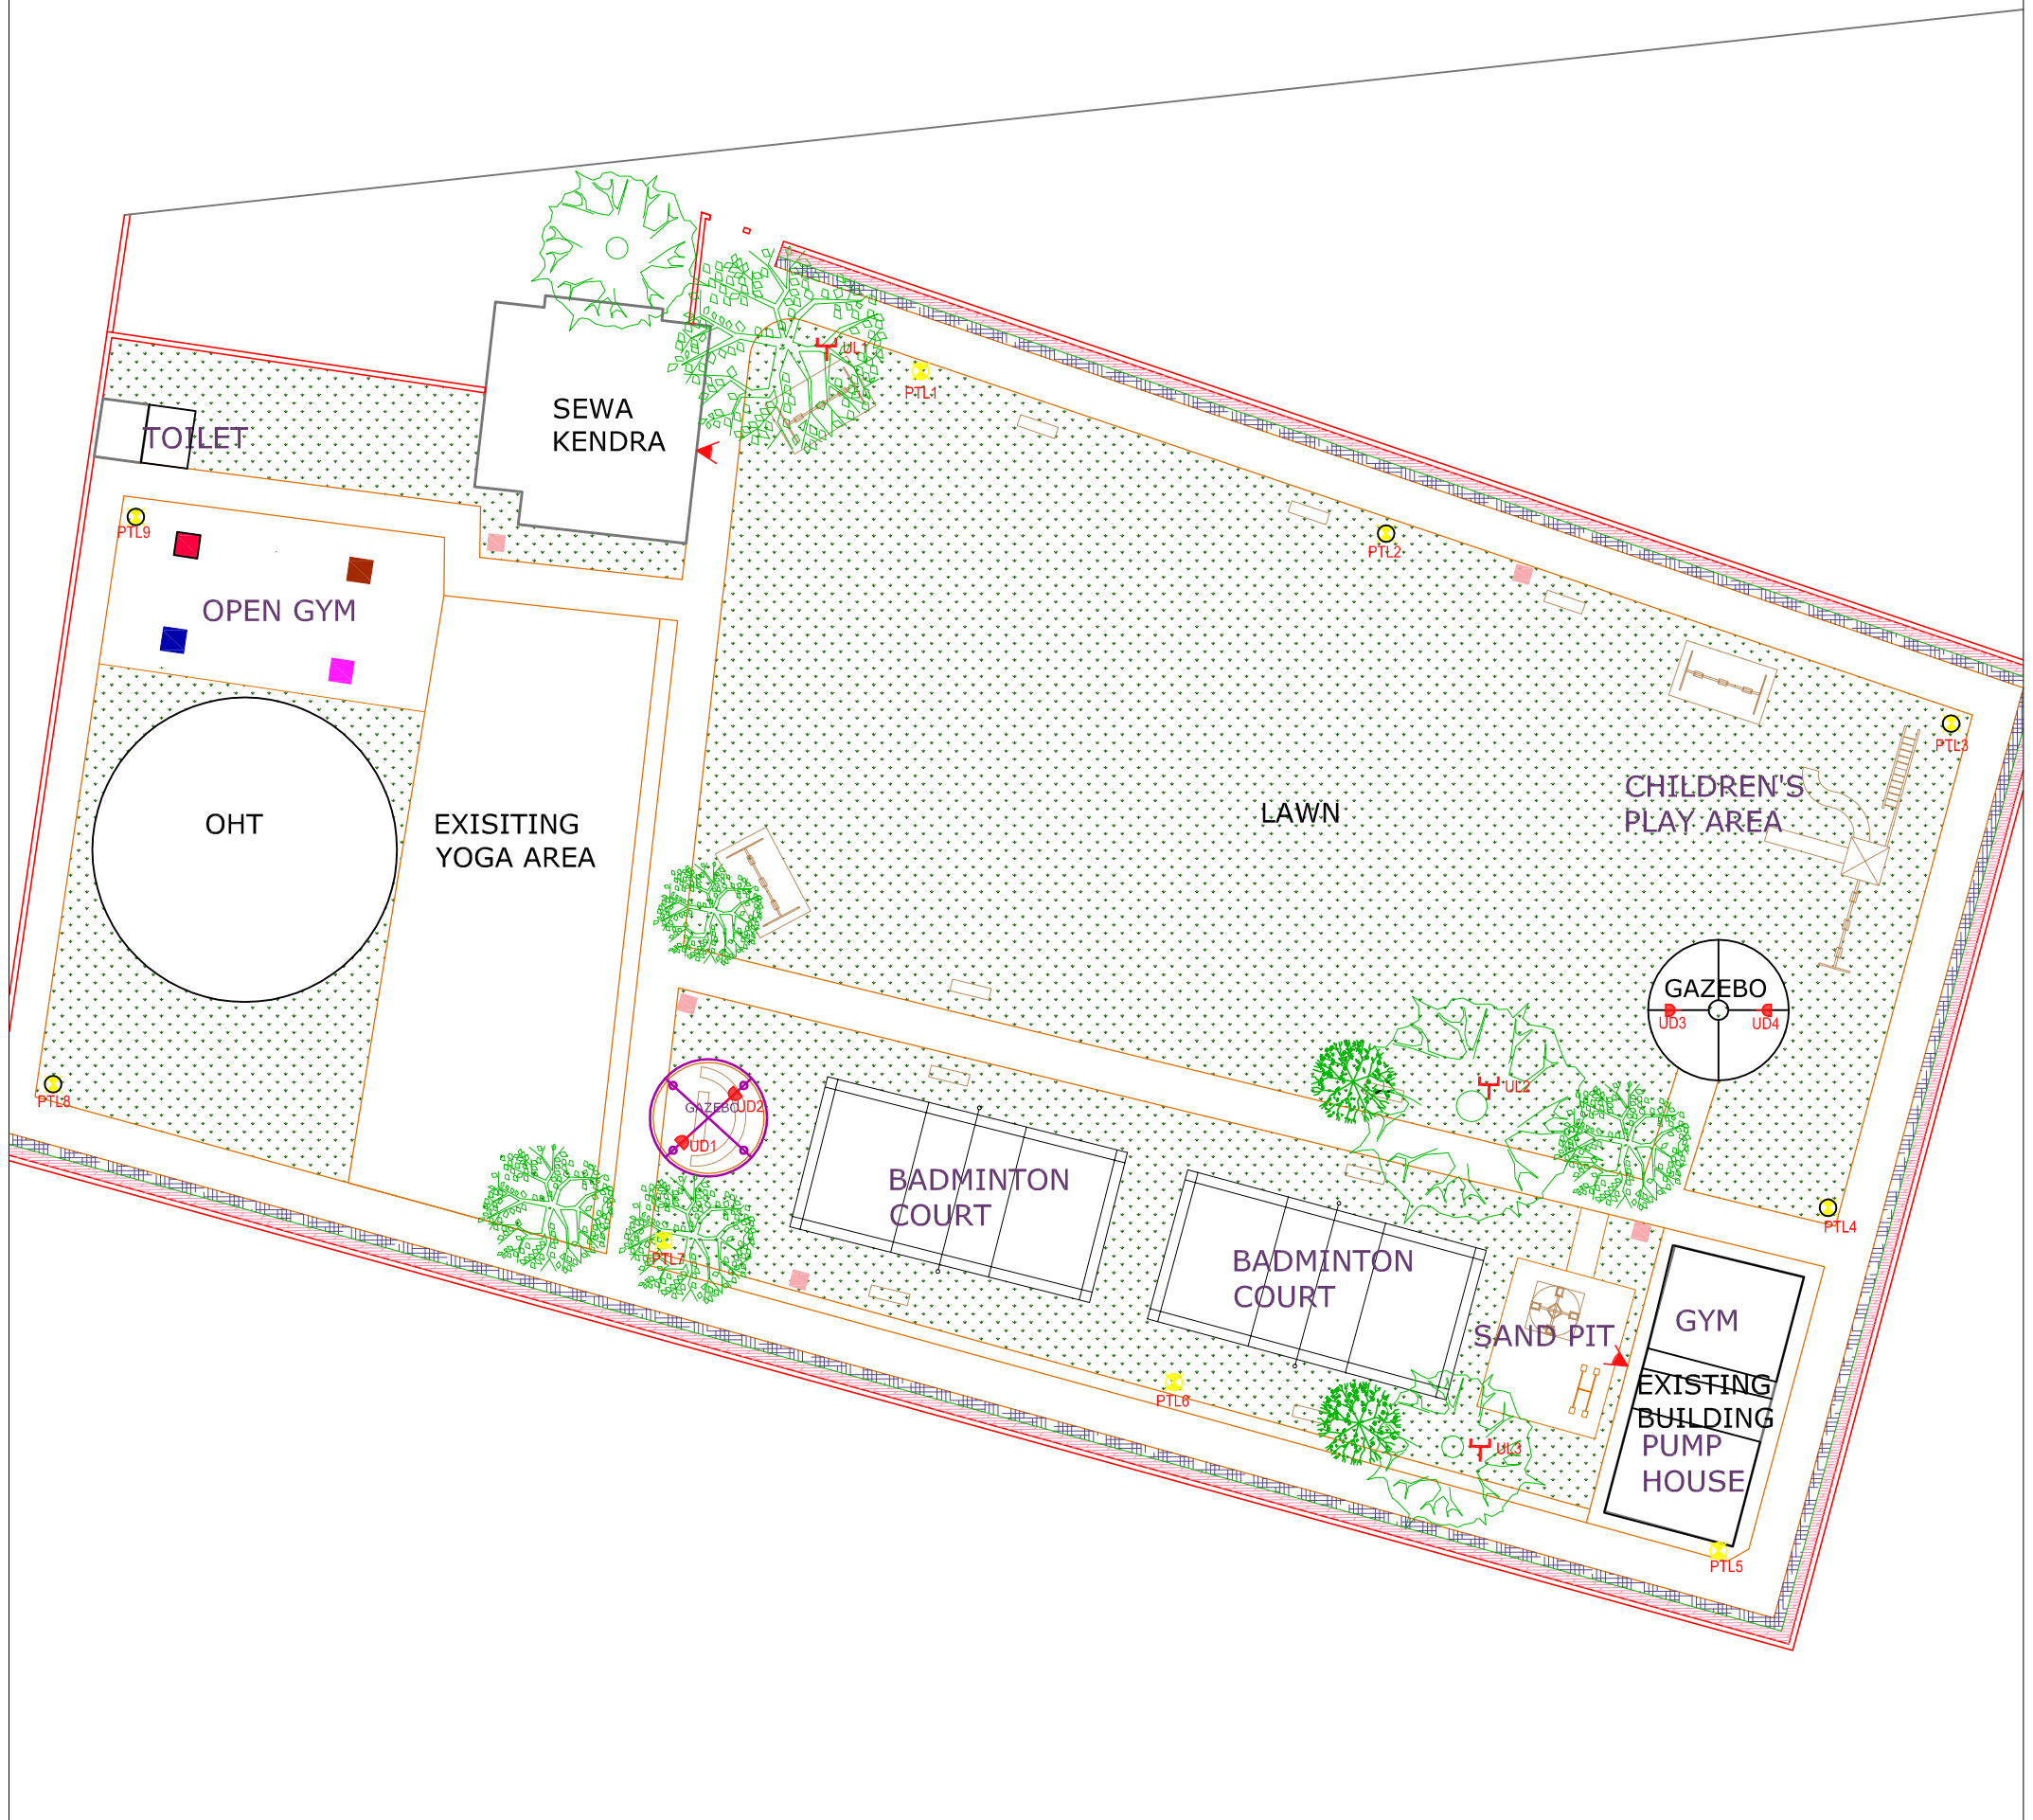 UL1
PTL1
SEWA
KENDRA
TOILET
PTL9
PTL2
OPEN GYM
PTL3
CHILDREN'S
PLAY AREA
LAWN
OHT
EXISITING
YOGA AREA
GAZEBO
UD3
UD4
UL2
PTL8
GAZEBO
UD2
UD1
BADMINTON
COURT
PTL4
PTL7
BADMINTON
COURT
GYM
SAND PIT
EXISTING
BUILDING
PTL6
PUMP
HOUSE
UL3
PTL5